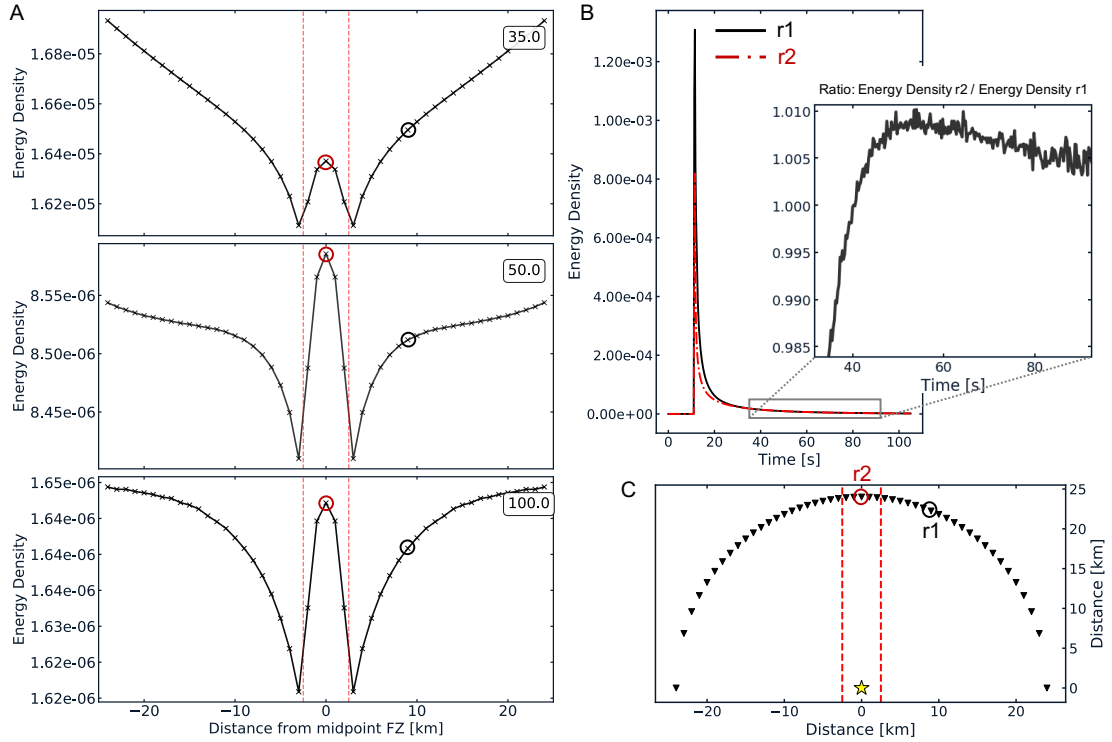 A
35.0
1.68e-05
1.66e-05
1.64e-05
1.62e-05
Energy Density
50.0
8.55e-06
8.50e-06
8.45e-06
Energy Density
100.0
1.65e-06
1.64e-06
1.64e-06
1.64e-06
1.63e-06
1.62e-06
1.62e-06
Energy Density
−20
−10
0
10
20
Distance from midpoint FZ [km]
B
r1
r2
1.20e-03
1.00e-03
8.00e-04
6.00e-04
4.00e-04
2.00e-04
0.00e+00
Energy Density
0
20
40
60
80
100
Time [s]
Ratio: Energy Density r2 / Energy Density r1
1.010
1.005
1.000
0.995
0.990
0.985
40
60
80
Time [s]
C
r2
r1
25
20
15
10
5
0
Distance [km]
−20
−10
0
10
20
Distance [km]